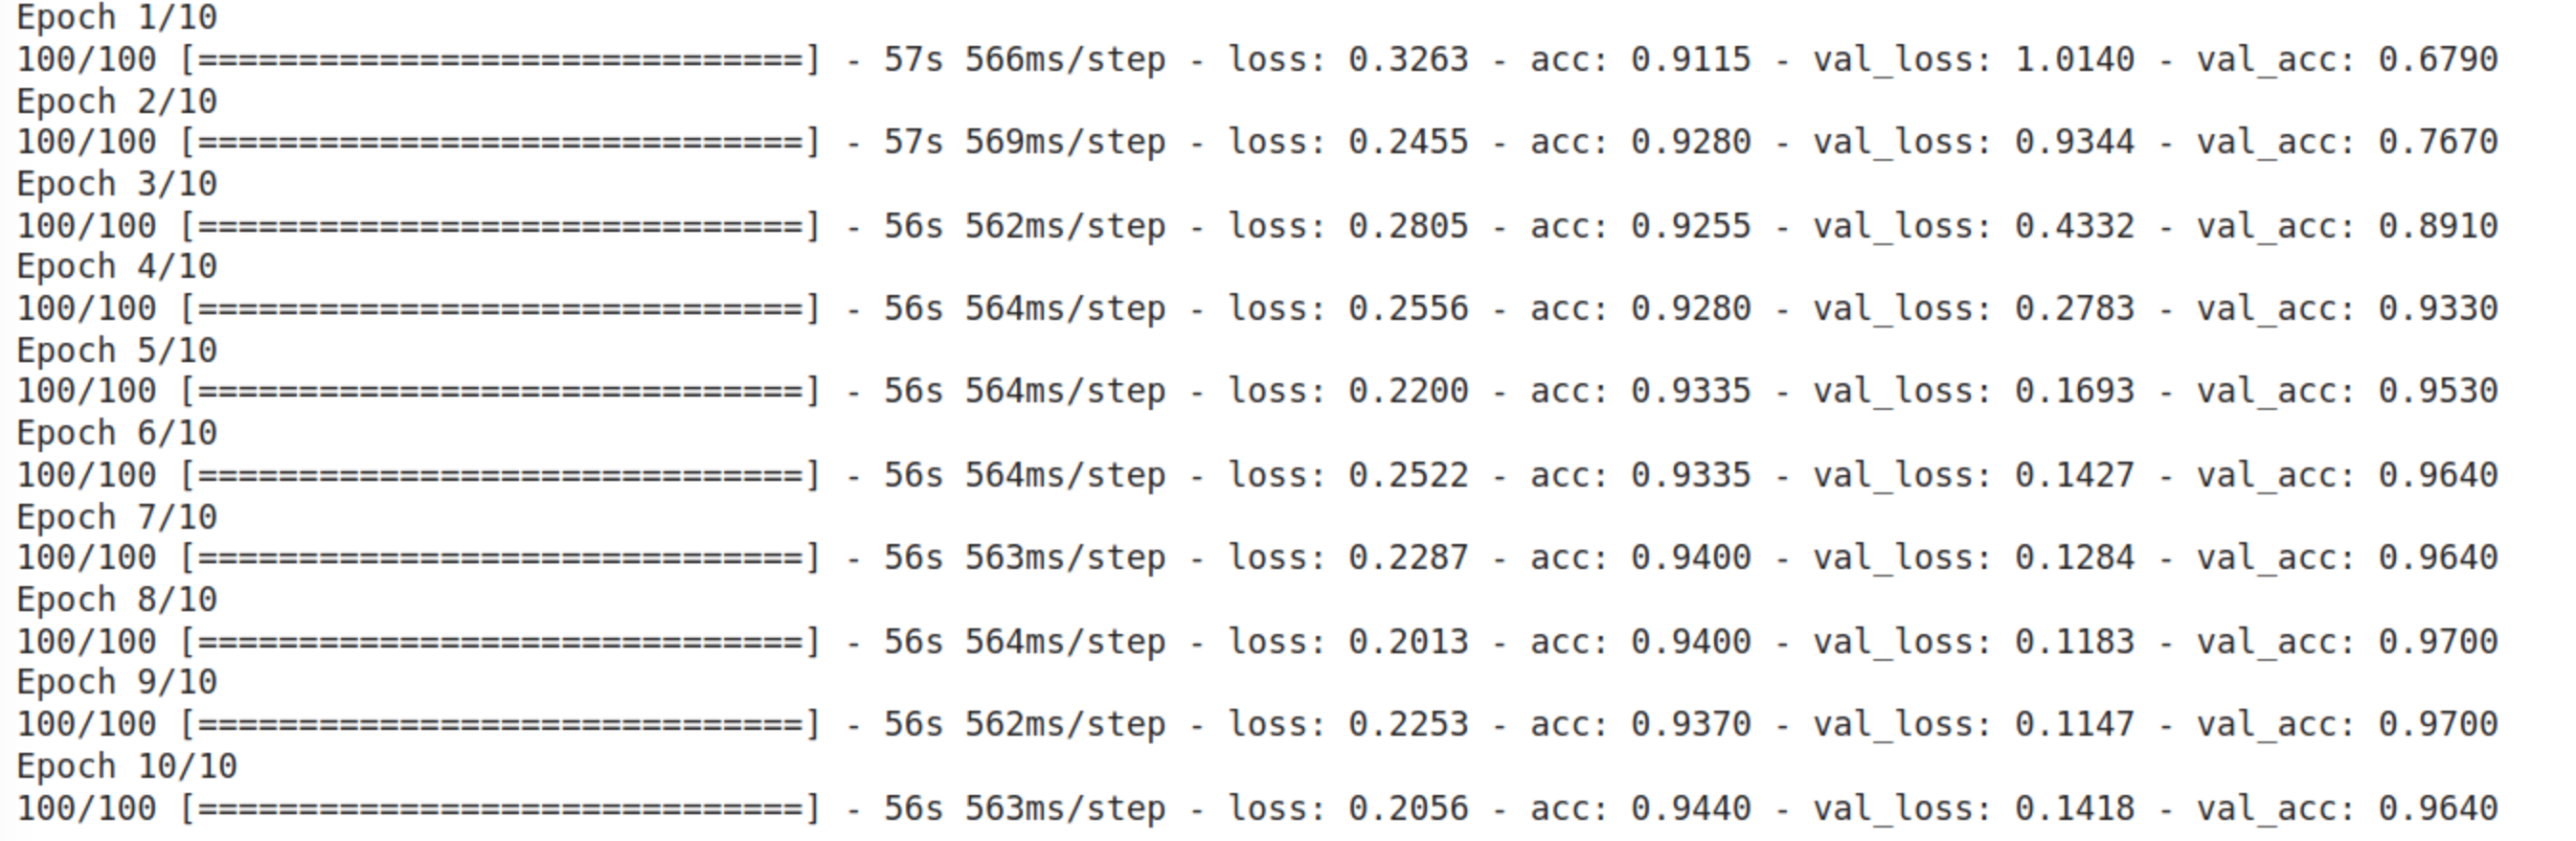 Epoch 1/10
100/100 [==============================] - 57s 566ms/step - loss: 0.3263 - acc: 0.9115 - val_loss: 1.0140 - val_acc: 0.6790
Epoch 2/10
100/100 [==============================] - 57s 569ms/step - loss: 0.2455 - acc: 0.9280 - val_loss: 0.9344 - val_acc: 0.7670
Epoch 3/10
100/100 [==============================] - 56s 562ms/step - loss: 0.2805 - acc: 0.9255 - val_loss: 0.4332 - val_acc: 0.8910
Epoch 4/10
100/100 [==============================] - 56s 564ms/step - loss: 0.2556 - acc: 0.9280 - val_loss: 0.2783 - val_acc: 0.9330
Epoch 5/10
100/100 [==============================] - 56s 564ms/step - loss: 0.2200 - acc: 0.9335 - val_loss: 0.1693 - val_acc: 0.9530
Epoch 6/10
100/100 [==============================] - 56s 564ms/step - loss: 0.2522 - acc: 0.9335 - val_loss: 0.1427 - val_acc: 0.9640
Epoch 7/10
100/100 [==============================] - 56s 563ms/step - loss: 0.2287 - acc: 0.9400 - val_loss: 0.1284 - val_acc: 0.9640
Epoch 8/10
100/100 [==============================] - 56s 564ms/step - loss: 0.2013 - acc: 0.9400 - val_loss: 0.1183 - val_acc: 0.9700
Epoch 9/10
100/100 [==============================] - 56s 562ms/step - loss: 0.2253 - acc: 0.9370 - val_loss: 0.1147 - val_acc: 0.9700
Epoch 10/10
100/100 [==============================] - 56s 563ms/step - loss: 0.2056 - acc: 0.9440 - val_loss: 0.1418 - val_acc: 0.9640